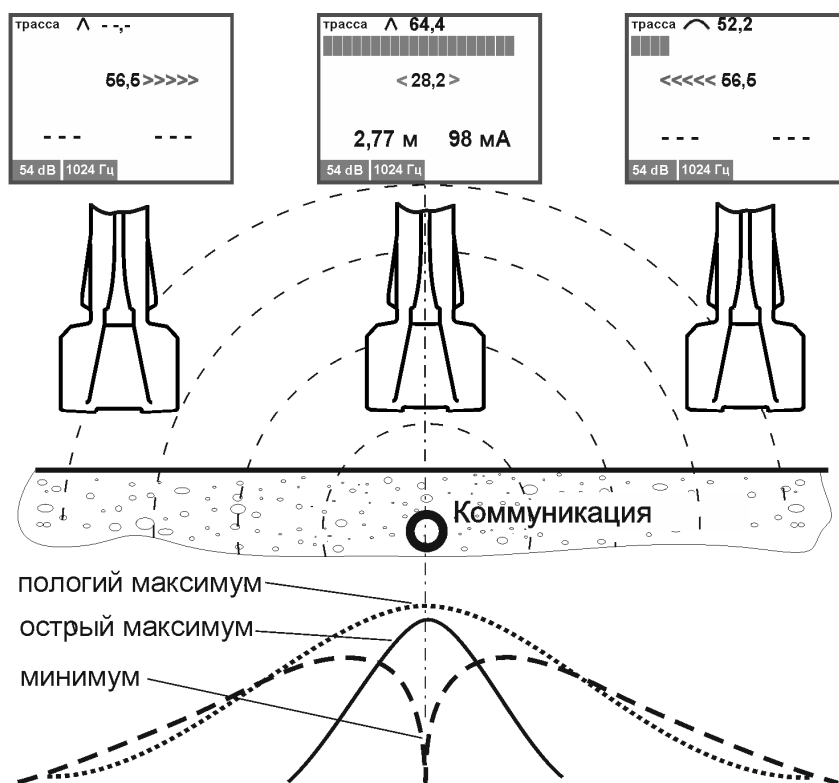 трасса ʌ - -,-
56,5 >>>>>
- - - - - -
54 dB 1024 Гц
трасса ʌ 64,4
< 28,2 >
2,77 м 98 мА
54 dB 1024 Гц
трасса ⌒ 52,2
<<<<< 56,5
- - - - - -
54 dB 1024 Гц
Коммуникация
пологий максимум
острый максимум
минимум